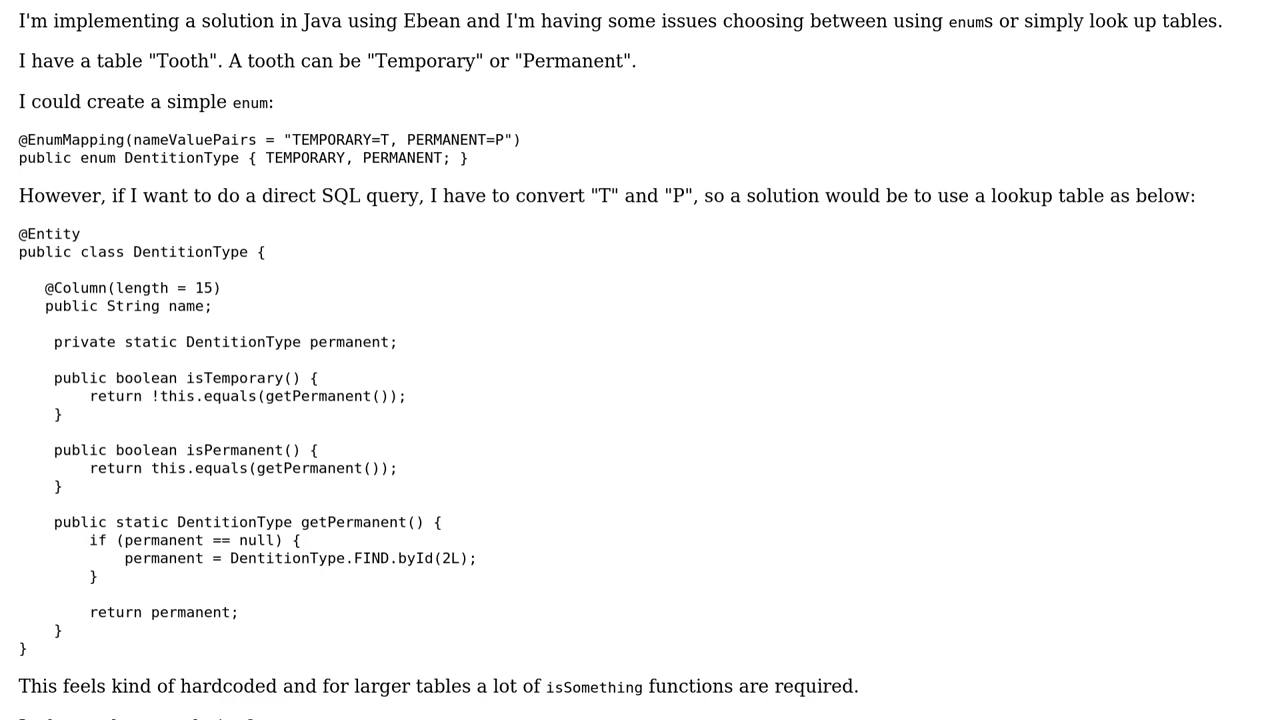 I'm implementing a solution in Java using Ebean and I'm having some issues choosing between using enums or simply look up tables.
I have a table "Tooth". A tooth can be "Temporary" or "Permanent".
I could create a simple enum:
@EnumMapping(nameValuePairs = "TEMPORARY=T, PERMANENT=P")
public enum DentitionType { TEMPORARY, PERMANENT; }
However, if I want to do a direct SQL query, I have to convert "T" and "P", so a solution would be to use a lookup table as below:
@Entity
public class DentitionType {
   @Column(length = 15)
   public String name;
    private static DentitionType permanent;
    public boolean isTemporary() {
        return !this.equals(getPermanent());
    }
    public boolean isPermanent() {
        return this.equals(getPermanent());
    }
    public static DentitionType getPermanent() {
        if (permanent == null) {
            permanent = DentitionType.FIND.byId(2L);
        }
        return permanent;
    }
}
This feels kind of hardcoded and for larger tables a lot of isSomething functions are required.